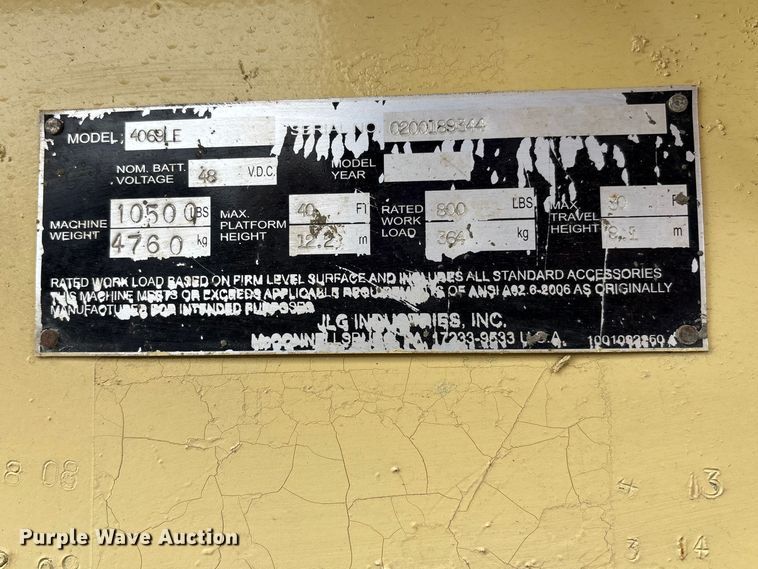 MODEL 4069LE SERIAL NO. 0200189344
NOM. BATT. VOLTAGE 48 V.D.C. MODEL YEAR
MACHINE WEIGHT 10500 LBS 4760 kg
MAX. PLATFORM HEIGHT 40 FT 12.2 m
RATED WORK LOAD 800 LBS 364 kg
MAX. TRAVEL HEIGHT m
RATED WORK LOAD BASED ON FIRM LEVEL SURFACE AND INCLUDES ALL STANDARD ACCESSORIES
THIS MACHINE MEETS OR EXCEEDS APPLICABLE REQUIREMENTS OF ANSI A92.6-2006 AS ORIGINALLY
MANUFACTURED FOR INTENDED PURPOSES
JLG INDUSTRIES, INC.
McCONNELLSBURG, PA. 17233-9533 U.S.A.
8 08
4 13
3 14
Purple Wave Auction